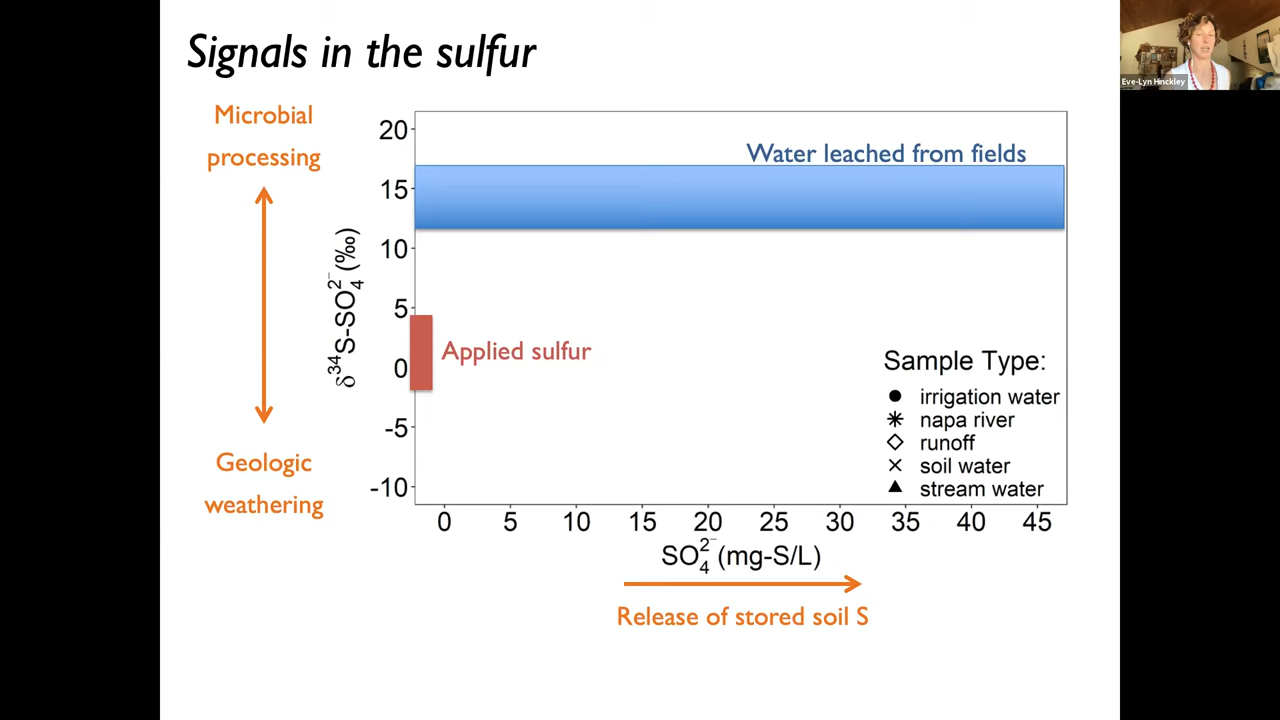 Signals in the sulfur
Eve-Lyn Hinckley
Microbial
processing
Geologic
weathering
δ³⁴S-SO₄²⁻ (‰)
20
15
10
5
0
-5
-10
Water leached from fields
Applied sulfur
Sample Type:
irrigation water
napa river
runoff
soil water
stream water
0 5 10 15 20 25 30 35 40 45
SO₄²⁻ (mg-S/L)
Release of stored soil S